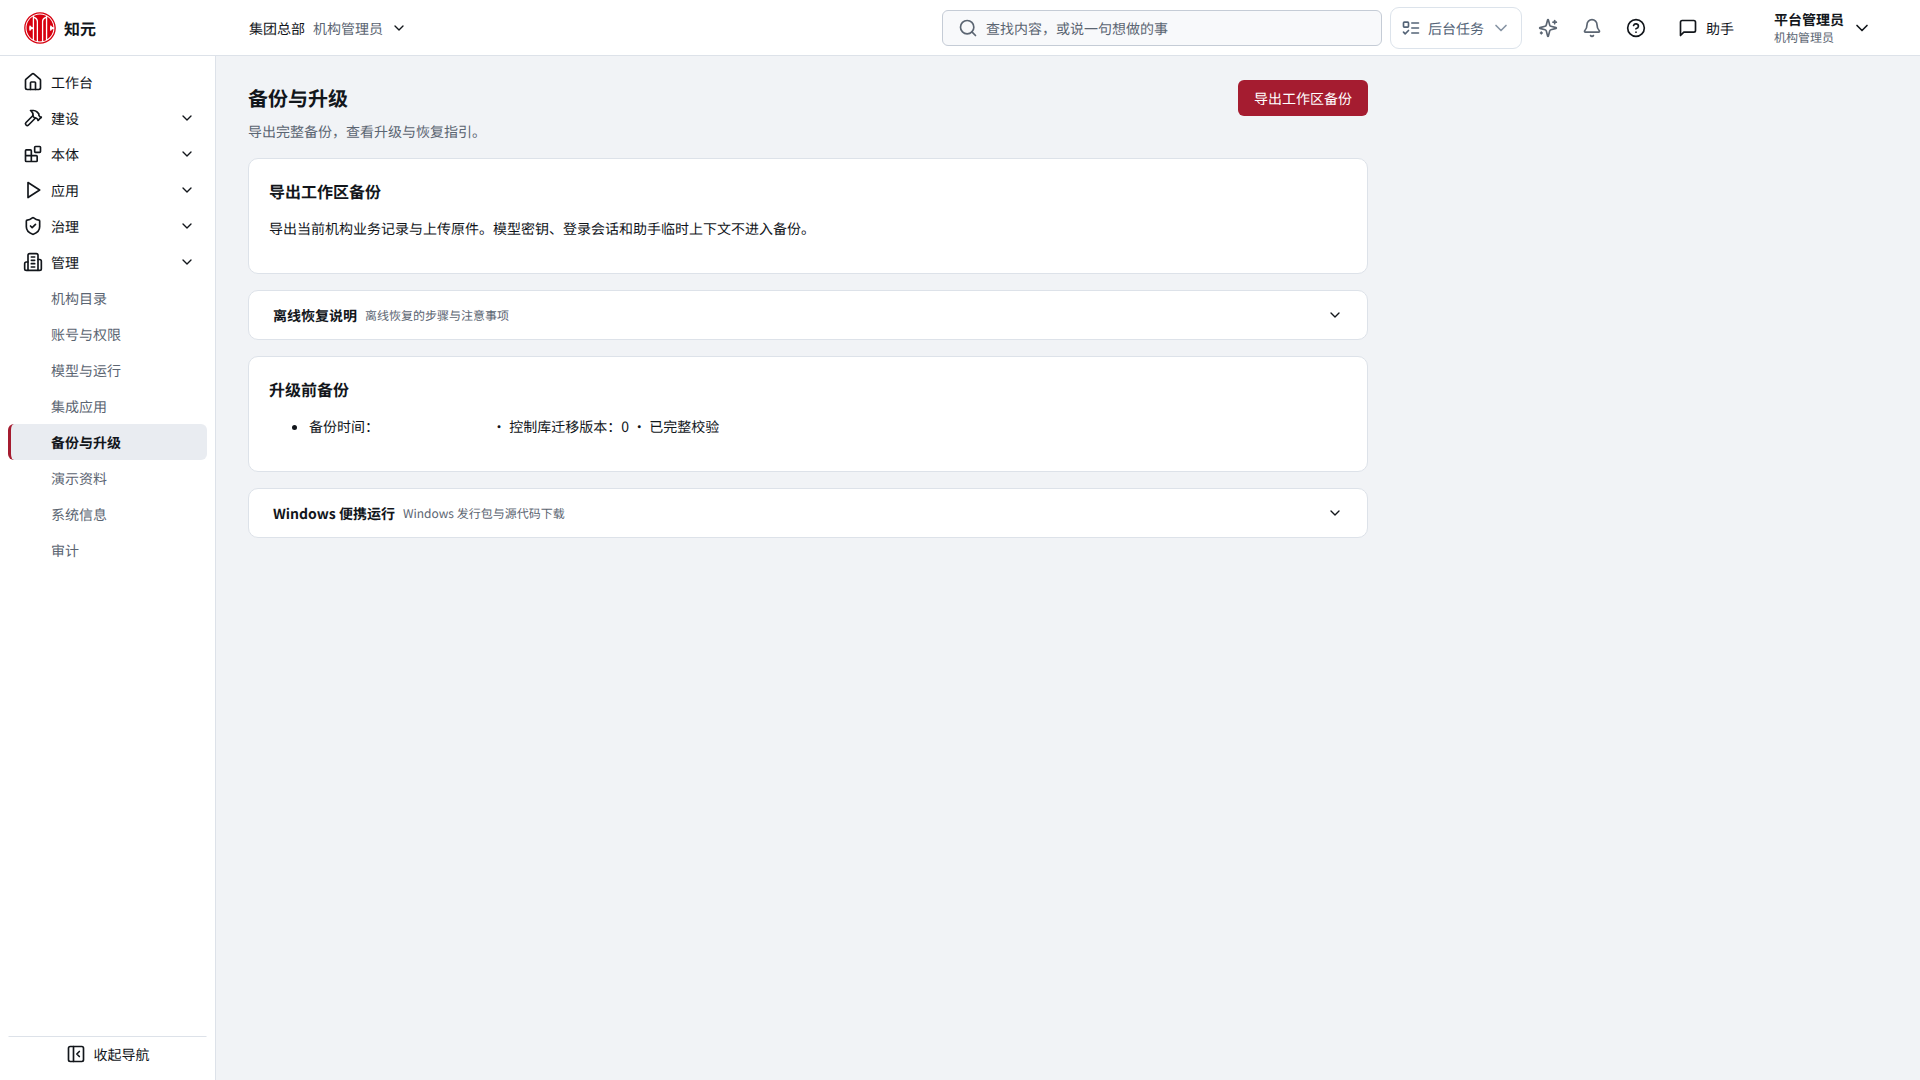 知元
集团总部 机构管理员
查找内容，或说一句想做的事
后台任务
助手
平台管理员
机构管理员
工作台
建设
本体
应用
治理
管理
机构目录
账号与权限
模型与运行
集成应用
备份与升级
演示资料
系统信息
审计
收起导航
备份与升级
导出工作区备份
导出完整备份，查看升级与恢复指引。
导出工作区备份
导出当前机构业务记录与上传原件。模型密钥、登录会话和助手临时上下文不进入备份。
离线恢复说明 离线恢复的步骤与注意事项
升级前备份
• 备份时间： · 控制库迁移版本：0 · 已完整校验
Windows 便携运行 Windows 发行包与源代码下载